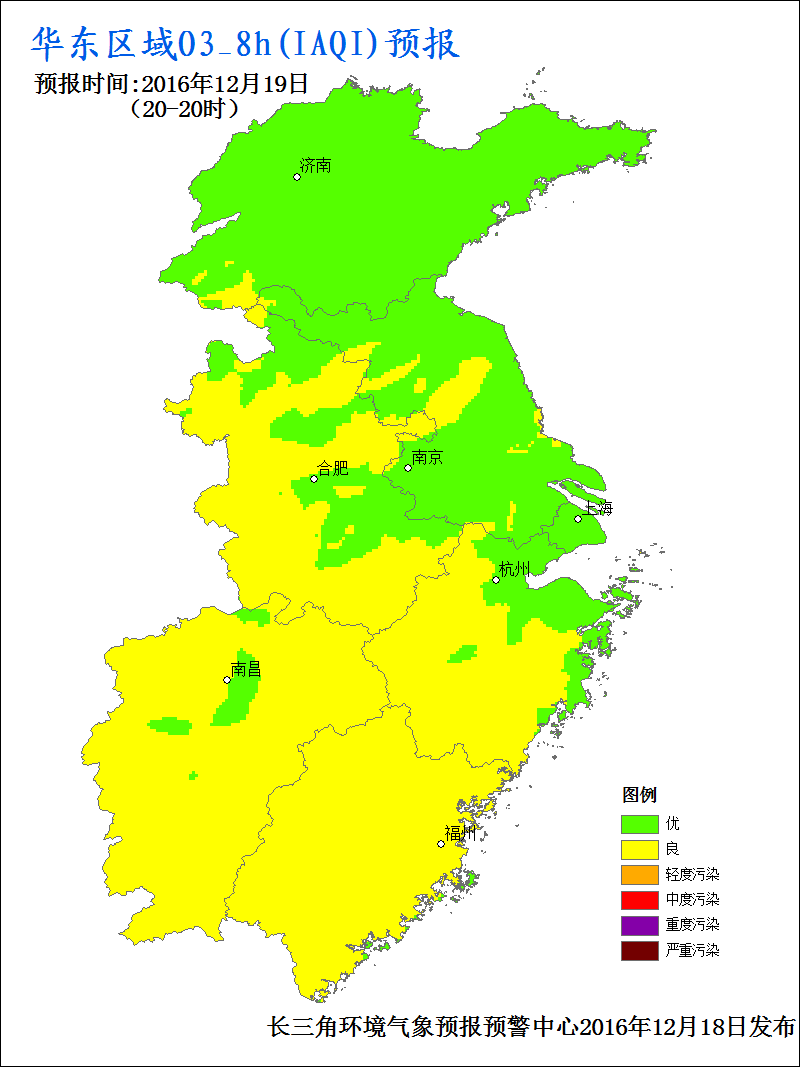 华东区域O3_8h(IAQI)预报
预报时间:2016年12月19日
（20-20时）
济南
南京
合肥
上海
杭州
南昌
福州
图例
优
良
轻度污染
中度污染
重度污染
严重污染
长三角环境气象预报预警中心2016年12月18日发布